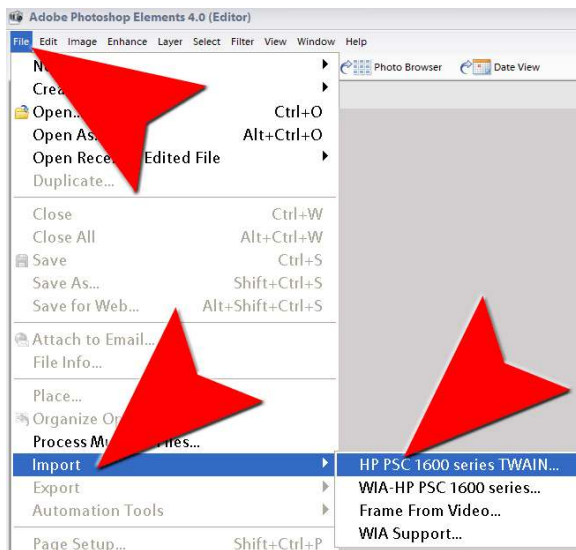 Adobe Photoshop Elements 4.0 (Editor)
File Edit Image Enhance Layer Select Filter View Window Help
Photo Browser Date View
Open... Ctrl+O
Open As... Alt+Ctrl+O
Open Edited File
Duplicate...
Close Ctrl+W
Close All Alt+Ctrl+W
Save Ctrl+S
Save As... Shift+Ctrl+S
Save for Web... Alt+Shift+Ctrl+S
Attach to Email...
File Info...
Place...
Organize
Process Files...
Import HP PSC 1600 series TWAIN...
Export WIA-HP PSC 1600 series...
Automation Tools Frame From Video...
WIA Support...
Page Setup... Shift+Ctrl+P